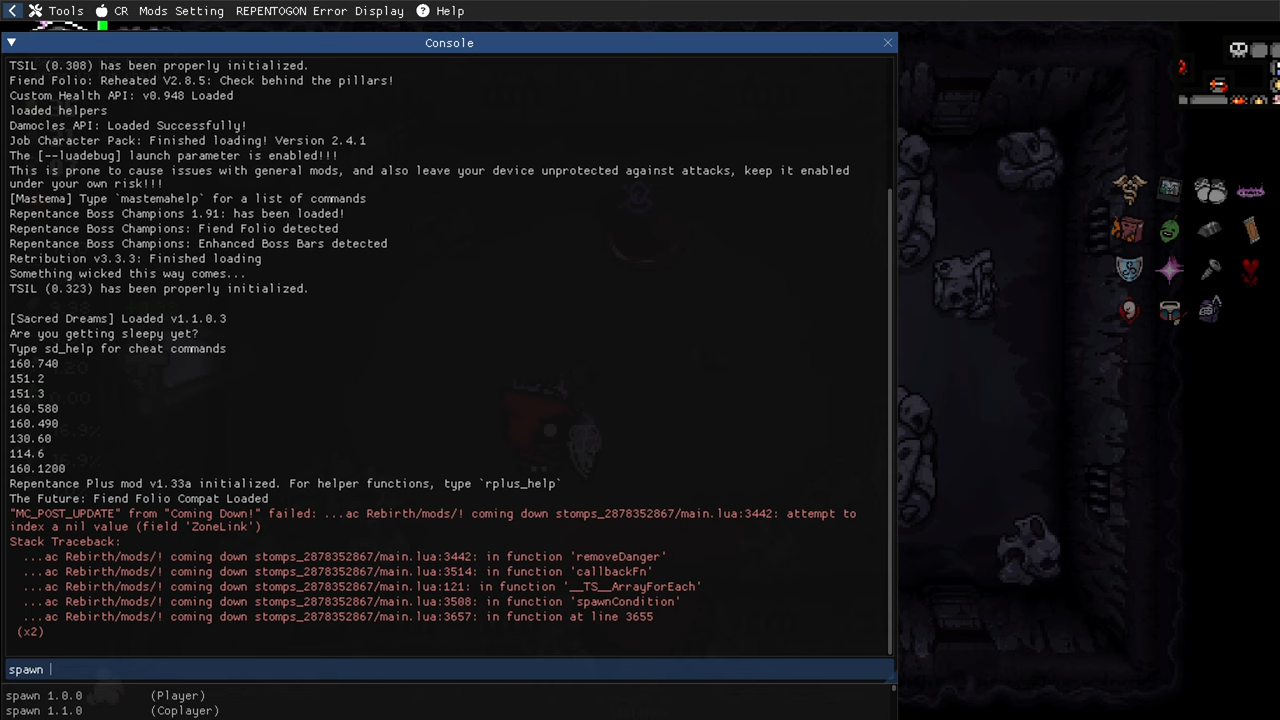 Tools CR Mods Setting REPENTOGON Error Display Help
Console
TSIL (0.308) has been properly initialized.
Fiend Folio: Reheated V2.8.5: Check behind the pillars!
Custom Health API: v0.948 Loaded
loaded helpers
Damocles API: Loaded Successfully!
Job Character Pack: Finished loading! Version 2.4.1
The [--luadebug] launch parameter is enabled!!!
This is prone to cause issues with general mods, and also leave your device unprotected against attacks, keep it enabled
under your own risk!!!
[Mastema] Type `mastemahelp` for a list of commands
Repentance Boss Champions 1.91: has been loaded!
Repentance Boss Champions: Fiend Folio detected
Repentance Boss Champions: Enhanced Boss Bars detected
Retribution v3.3.3: Finished loading
Something wicked this way comes...
TSIL (0.323) has been properly initialized.
[Sacred Dreams] Loaded v1.1.0.3
Are you getting sleepy yet?
Type sd_help for cheat commands
160.740
151.2
151.3
160.580
160.490
130.60
114.6
160.1200
Repentance Plus mod v1.33a initialized. For helper functions, type `rplus_help`
The Future: Fiend Folio Compat Loaded
"MC_POST_UPDATE" from "Coming Down!" failed: ...ac Rebirth/mods/! coming down stomps_2878352867/main.lua:3442: attempt to
index a nil value (field 'ZoneLink')
Stack Traceback:
...ac Rebirth/mods/! coming down stomps_2878352867/main.lua:3442: in function 'removeDanger'
...ac Rebirth/mods/! coming down stomps_2878352867/main.lua:3514: in function 'callbackFn'
...ac Rebirth/mods/! coming down stomps_2878352867/main.lua:121: in function '__TS__ArrayForEach'
...ac Rebirth/mods/! coming down stomps_2878352867/main.lua:3508: in function 'spawnCondition'
...ac Rebirth/mods/! coming down stomps_2878352867/main.lua:3657: in function at line 3655
(x2)
spawn
spawn 1.0.0 (Player)
spawn 1.1.0 (Coplayer)